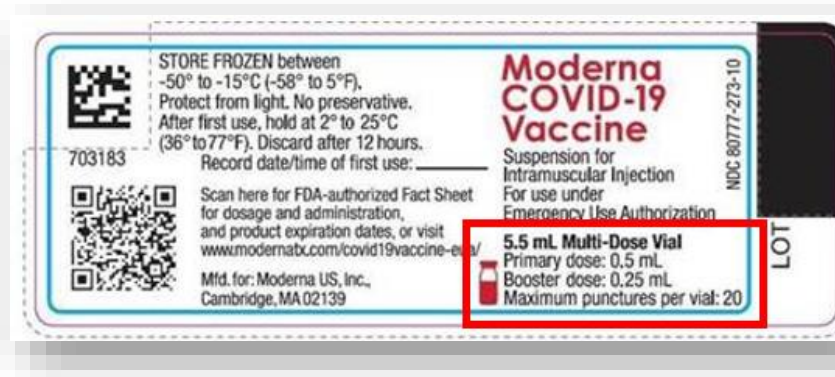 STORE FROZEN between
-50° to -15°C (-58° to 5°F).
Protect from light. No preservative.
After first use, hold at 2° to 25°C
(36° to 77°F). Discard after 12 hours.
Record date/time of first use:
703183
Scan here for FDA-authorized Fact Sheet
for dosage and administration,
and product expiration dates, or visit
www.modernatx.com/covid19vaccine-eua/
Mfd. for: Moderna US, Inc.,
Cambridge, MA 02139
Moderna
COVID-19
Vaccine
Suspension for
Intramuscular Injection
For use under
Emergency Use Authorization
5.5 mL Multi-Dose Vial
Primary dose: 0.5 mL
Booster dose: 0.25 mL
Maximum punctures per vial: 20
NDC 80777-273-10
LOT